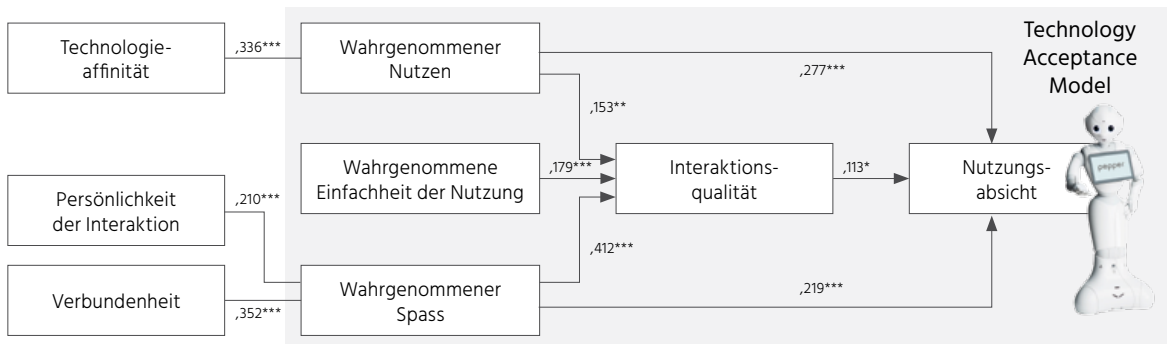 Technologie-
affinität
,336***
Wahrgenommener
Nutzen
Technology
Acceptance
Model
,277***
,153**
Wahrgenommene
Einfachheit der Nutzung
,179***
Interaktions-
qualität
,113*
Nutzungs-
absicht
pepper
Persönlichkeit
der Interaktion
,210***
,412***
Verbundenheit
,352***
Wahrgenommener
Spass
,219***